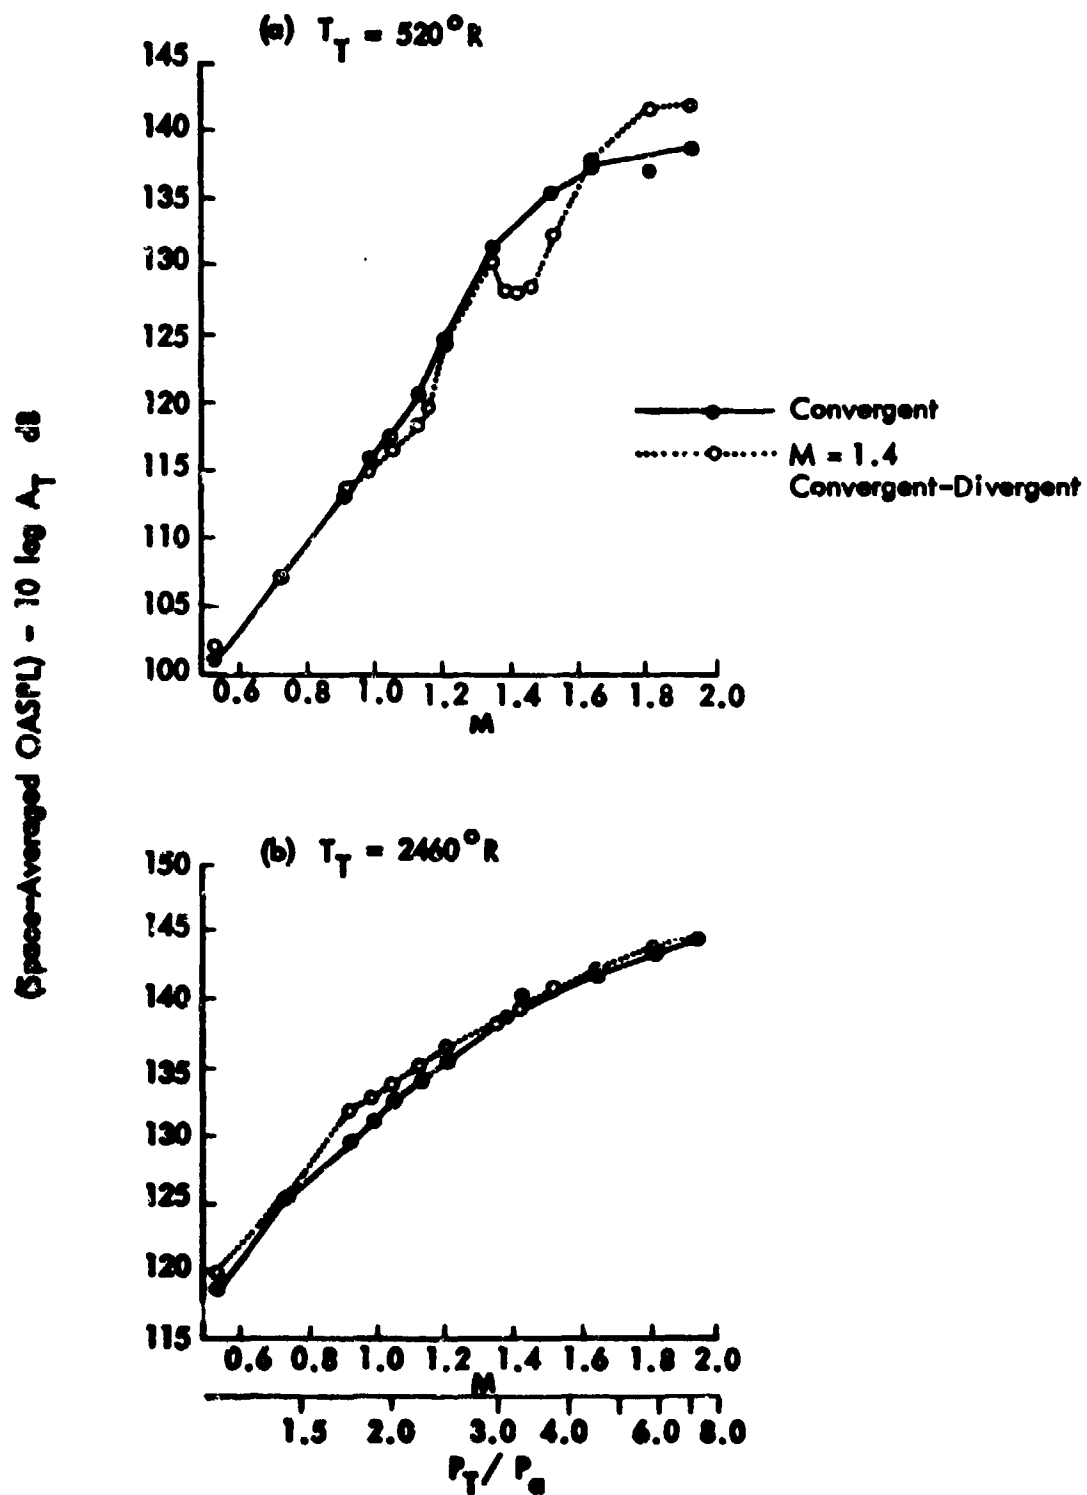 (a) T_T = 520°R
145
140
135
130
125
120
115
110
105
100
0.6 0.8 1.0 1.2 1.4 1.6 1.8 2.0
M
Convergent
M = 1.4
Convergent-Divergent
(Space-Averaged OASPL) - 10 log A_T dB
(b) T_T = 2460°R
150
145
140
135
130
125
120
115
0.6 0.8 1.0 1.2 1.4 1.6 1.8 2.0
M
1.5 2.0 3.0 4.0 6.0 8.0
P_T / P_a